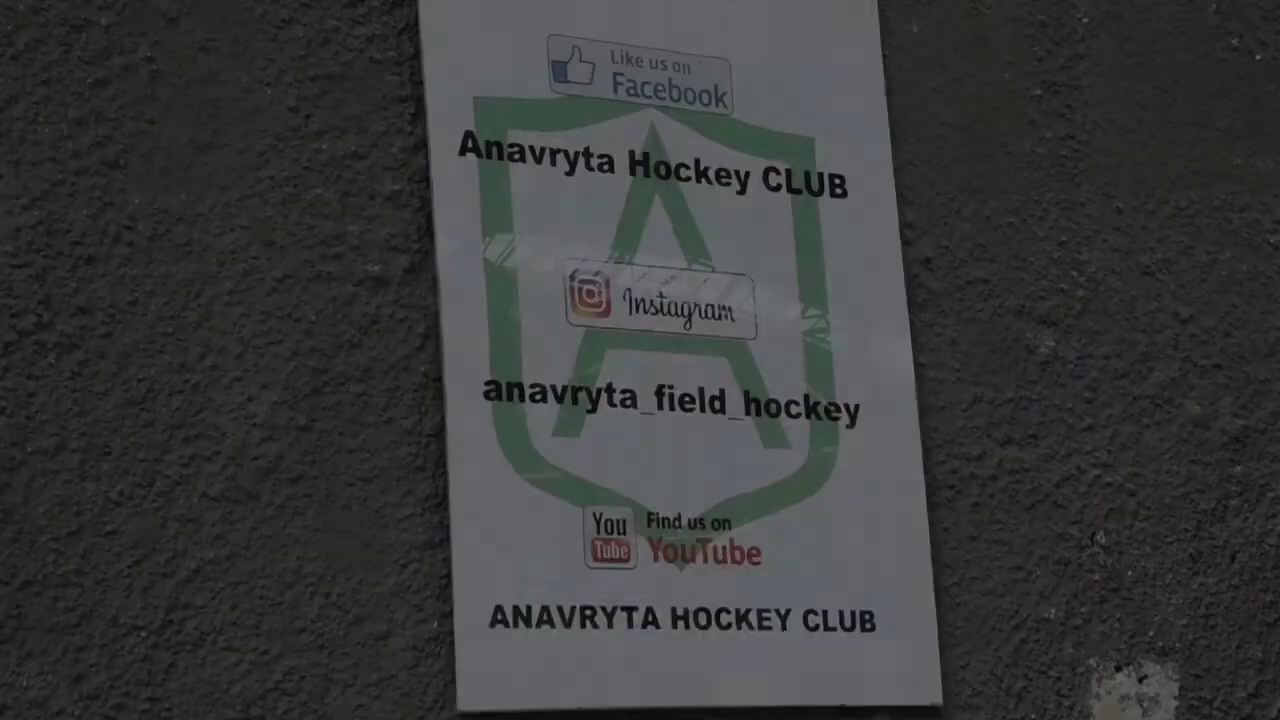 Like us on
Facebook
Anavryta Hockey CLUB
Instagram
anavryta_field_hockey
You
Tube
Find us on
YouTube
ANAVRYTA HOCKEY CLUB